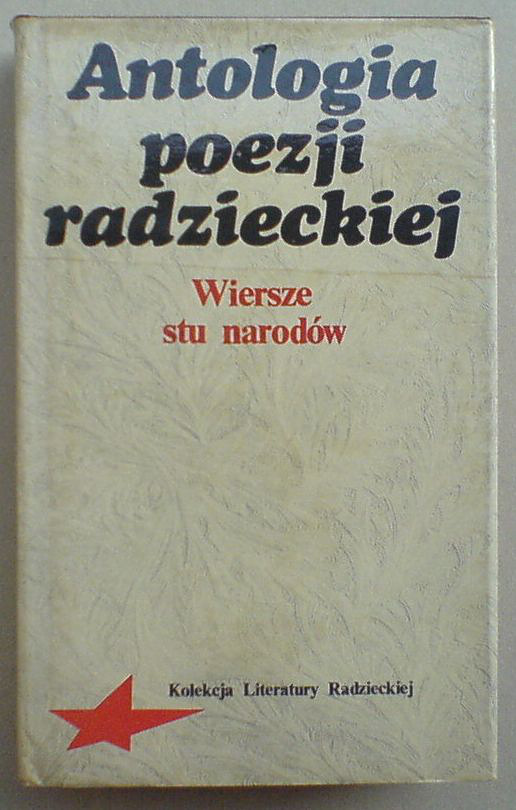 Antologia
poezji
radzieckiej
Wiersze
stu narodów
Kolekcja Literatury Radzieckiej